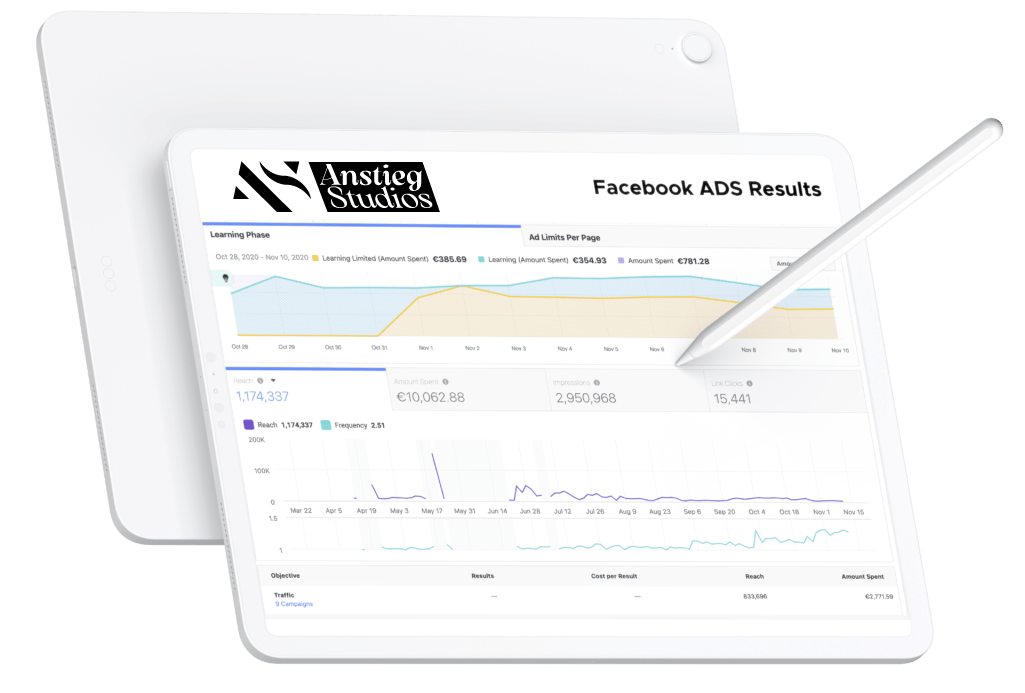 Anstieg
Studios
Facebook ADS Results
Learning Phase
Ad Limits Per Page
Oct 28, 2020 - Nov 10, 2020 Learning Limited (Amount Spent) €385.69 Learning (Amount Spent) €354.93 Amount Spent €781.28
Oct 28 Oct 29 Oct 30 Oct 31 Nov 1 Nov 2 Nov 3 Nov 4 Nov 5 Nov 6 Nov 8 Nov 9 Nov 10
Reach Amount Spent Impressions Link Clicks
1,174,337 €10,062.88 2,950,968 15,441
Reach 1,174,337 Frequency 2.51
200K
100K
0
Mar 22 Apr 5 Apr 19 May 3 May 17 May 31 Jun 14 Jun 28 Jul 12 Jul 26 Aug 9 Aug 23 Sep 6 Sep 20 Oct 4 Oct 18 Nov 1 Nov 15
1.5
1
Objective Results Cost per Result Reach Amount Spent
Traffic — — 833,696 €2,771.59
9 Campaigns